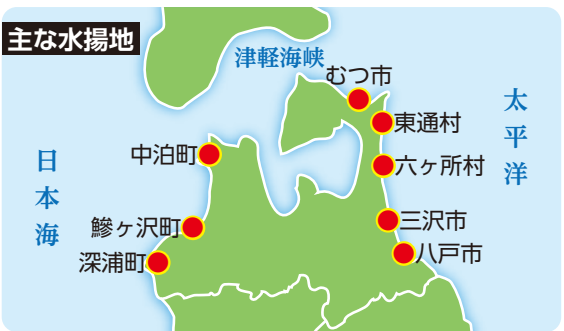 主な水揚地
津軽海峡
むつ市
太平洋
東通村
中泊町
六ヶ所村
日本海
鰺ヶ沢町
三沢市
深浦町
八戸市